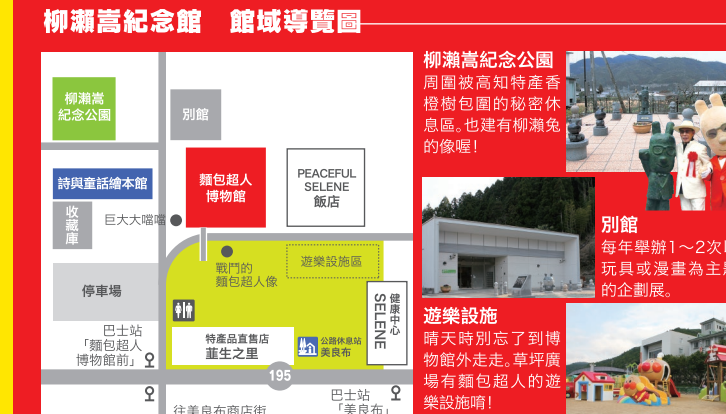 柳瀨嵩紀念館 館域導覽圖
柳瀨嵩
紀念公園
別館
詩與童話繪本館
收藏庫
巨大大噹噹
麵包超人
博物館
PEACEFUL
SELENE
飯店
戰鬥的
麵包超人像
遊樂設施區
停車場
特產品直售店
韮生之里
公路休息站
美良布
健康中心
SELENE
巴士站
「麵包超人
博物館前」
195
往美良布商店街
巴士站
「美良布」
柳瀨嵩紀念公園
周圍被高知特產香
橙樹包圍的秘密休
息區。也建有柳瀨兔
的像喔!
別館
每年舉辦1~2次
玩具或漫畫為主
的企劃展。
遊樂設施
晴天時別忘了到博
物館外走走。草坪廣
場有麵包超人的遊
樂設施唷!